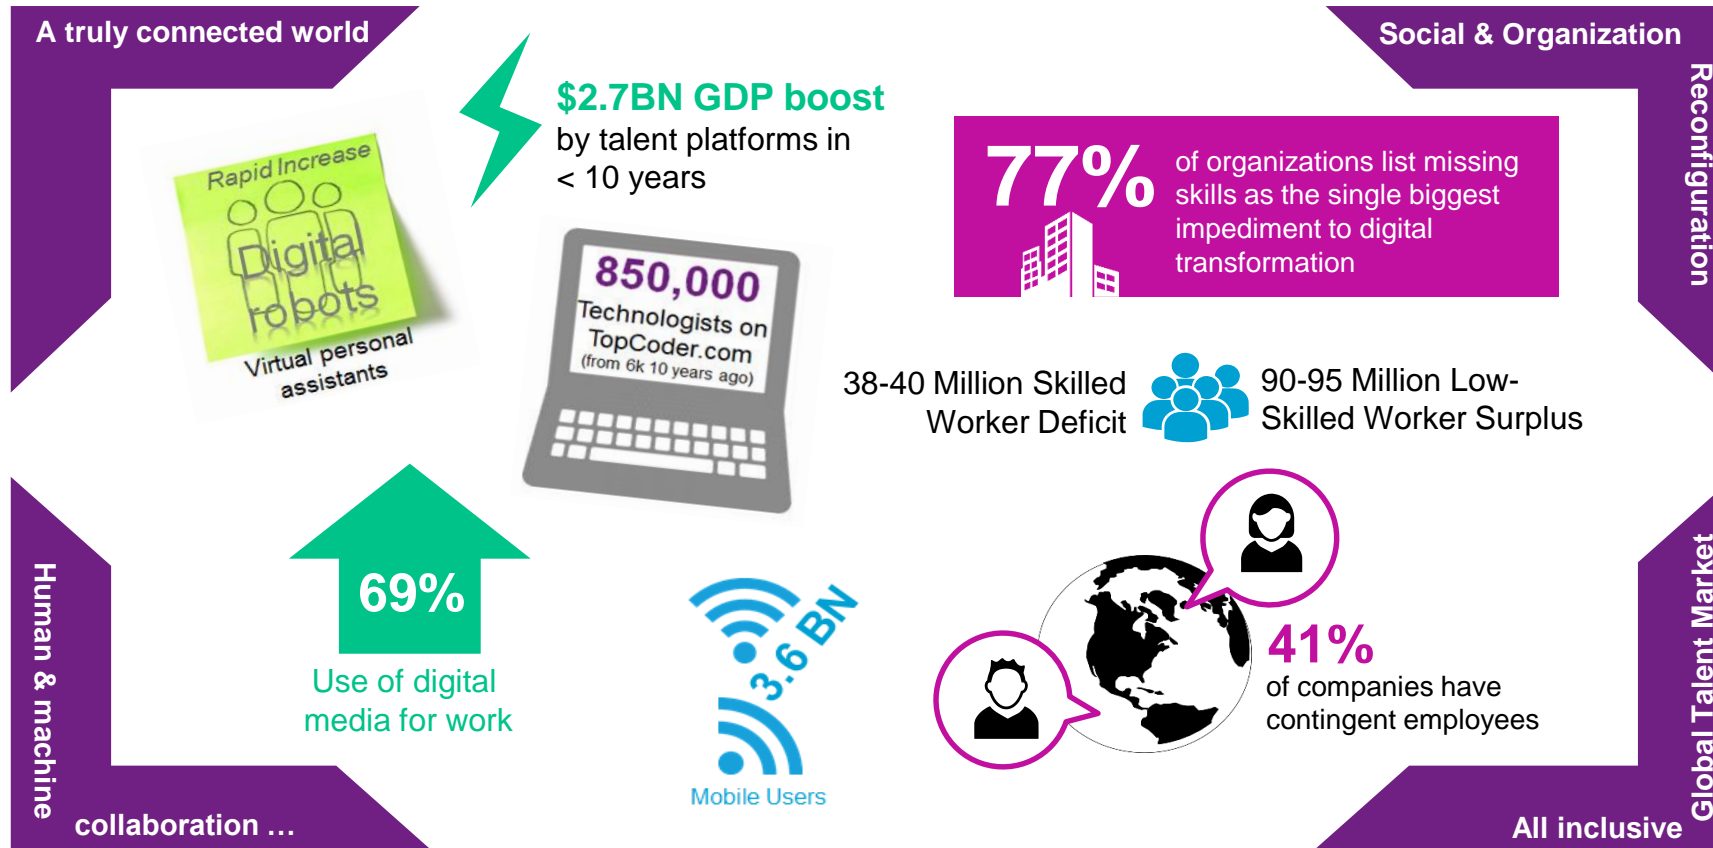 A truly connected world
Social & Organization
Reconfiguration
$2.7BN GDP boost
by talent platforms in
< 10 years
77%
of organizations list missing
skills as the single biggest
impediment to digital
transformation
Rapid Increase
Digital
robots
Virtual personal
assistants
850,000
Technologists on
TopCoder.com
(from 6k 10 years ago)
38-40 Million Skilled
Worker Deficit
90-95 Million Low-
Skilled Worker Surplus
69%
Use of digital
media for work
3.6 BN
Mobile Users
41%
of companies have
contingent employees
Human & machine
collaboration ...
Global Talent Market
All inclusive